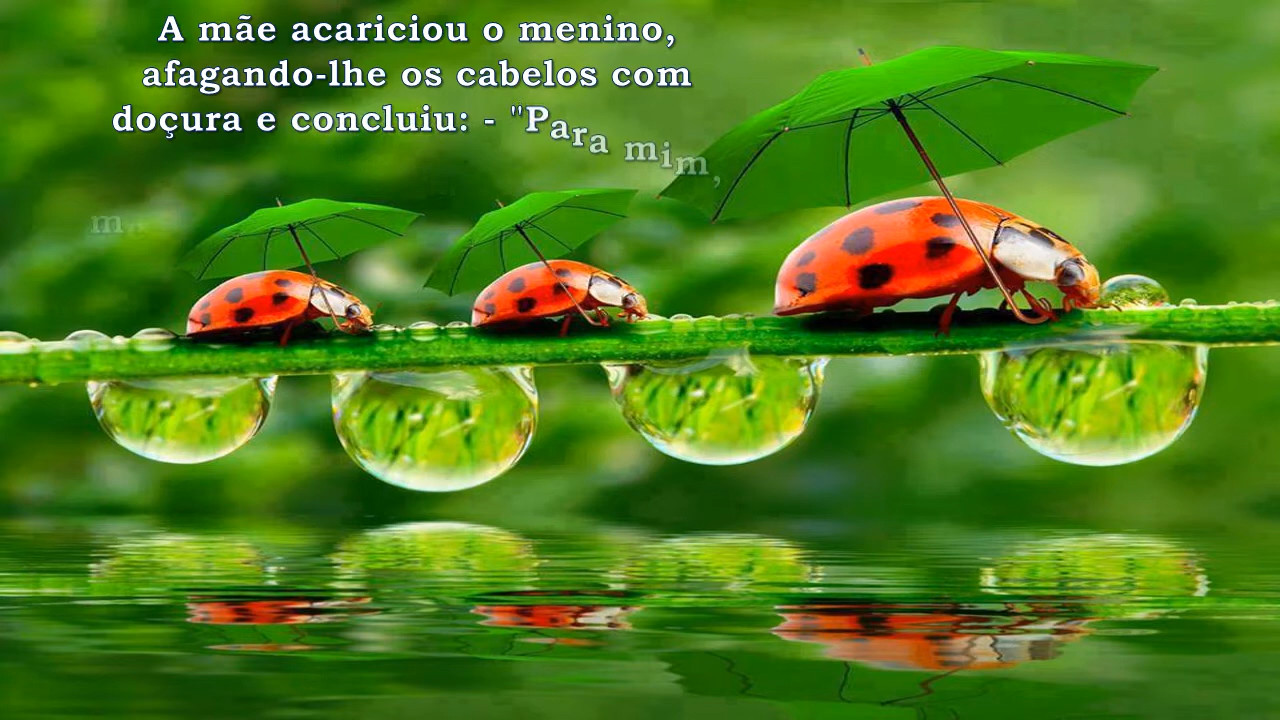 A mãe acariciou o menino,
afagando-lhe os cabelos com
doçura e concluiu: - "Para mim,